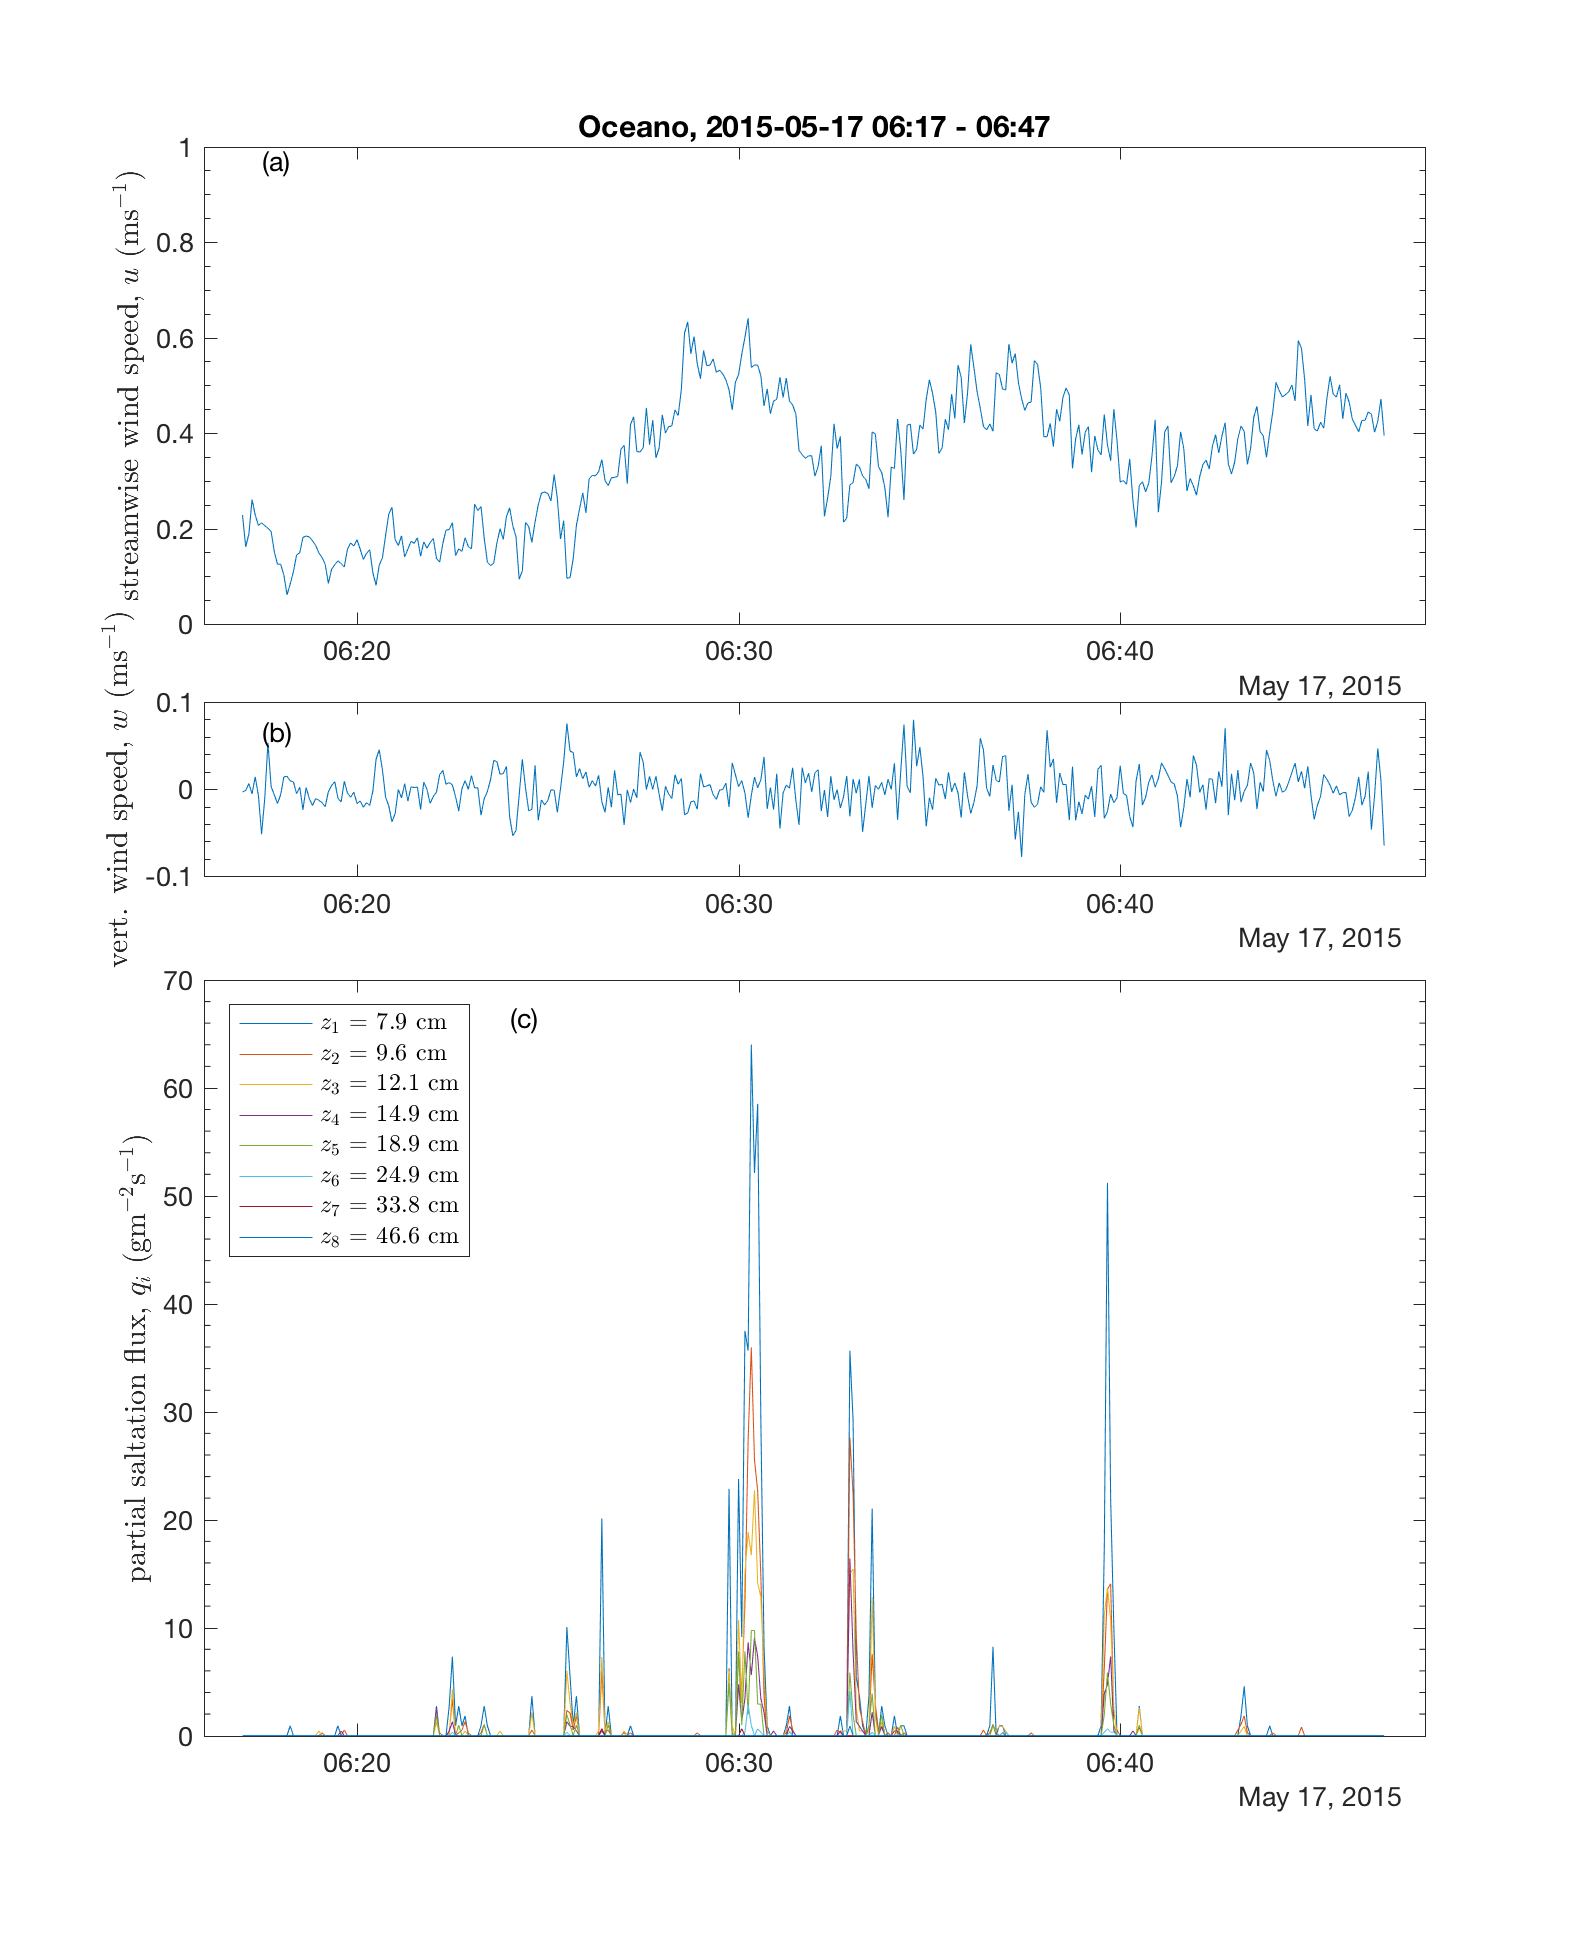 Oceano, 2015-05-17 06:17 - 06:47
(a)
streamwise wind speed, u (ms⁻¹)
1
0.8
0.6
0.4
0.2
0
06:20 06:30 06:40
May 17, 2015
(b)
vert. wind speed, w (ms⁻¹)
0.1
0
-0.1
06:20 06:30 06:40
May 17, 2015
(c)
partial saltation flux, qᵢ (gm⁻²s⁻¹)
70
60
50
40
30
20
10
0
z₁ = 7.9 cm
z₂ = 9.6 cm
z₃ = 12.1 cm
z₄ = 14.9 cm
z₅ = 18.9 cm
z₆ = 24.9 cm
z₇ = 33.8 cm
z₈ = 46.6 cm
06:20 06:30 06:40
May 17, 2015